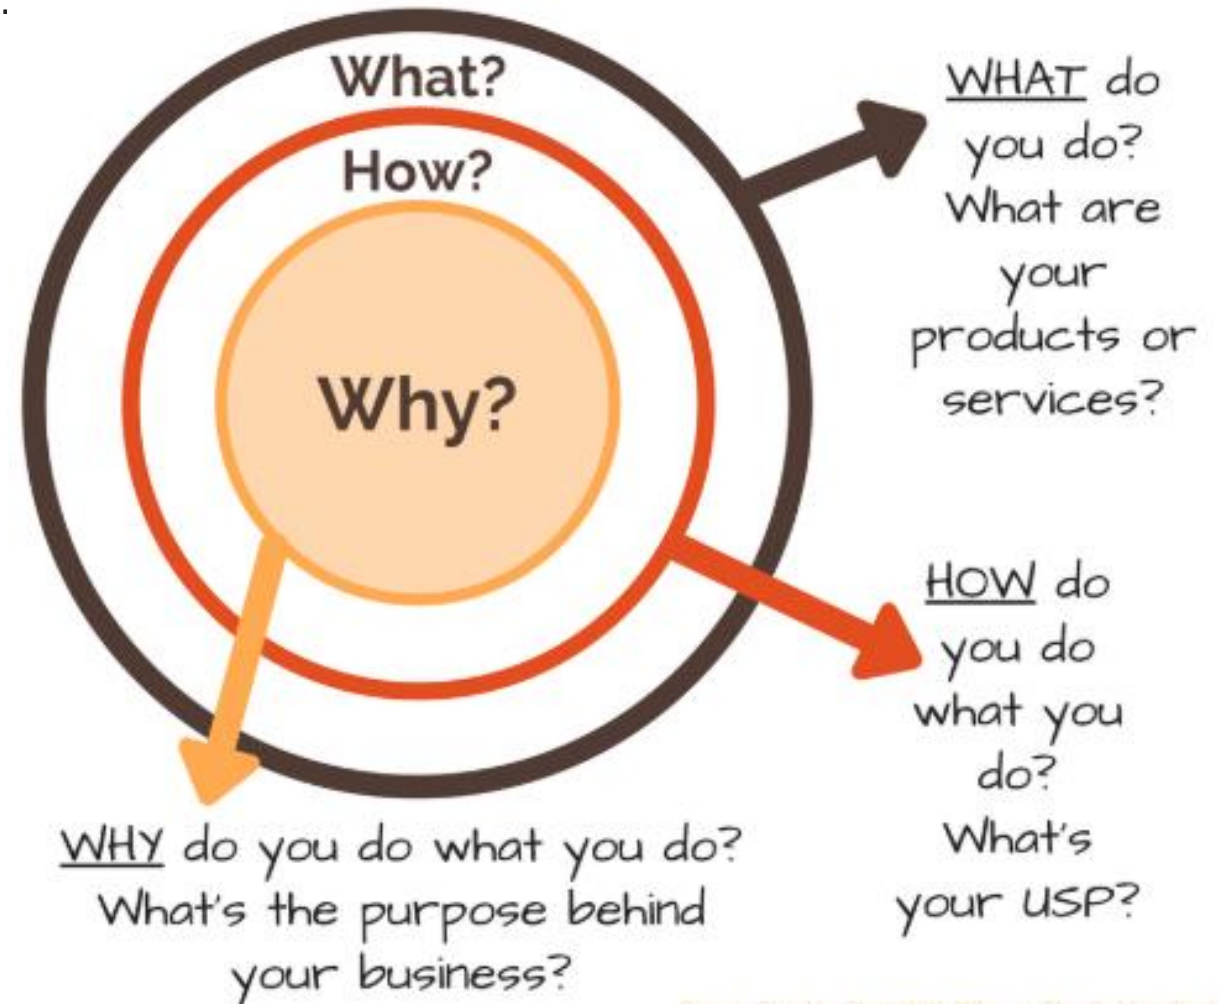 .
What?
How?
Why?
WHAT do
you do?
What are
your
products or
services?
HOW do
you do
what you
do?
What's
your USP?
WHY do you do what you do?
What's the purpose behind
your business?